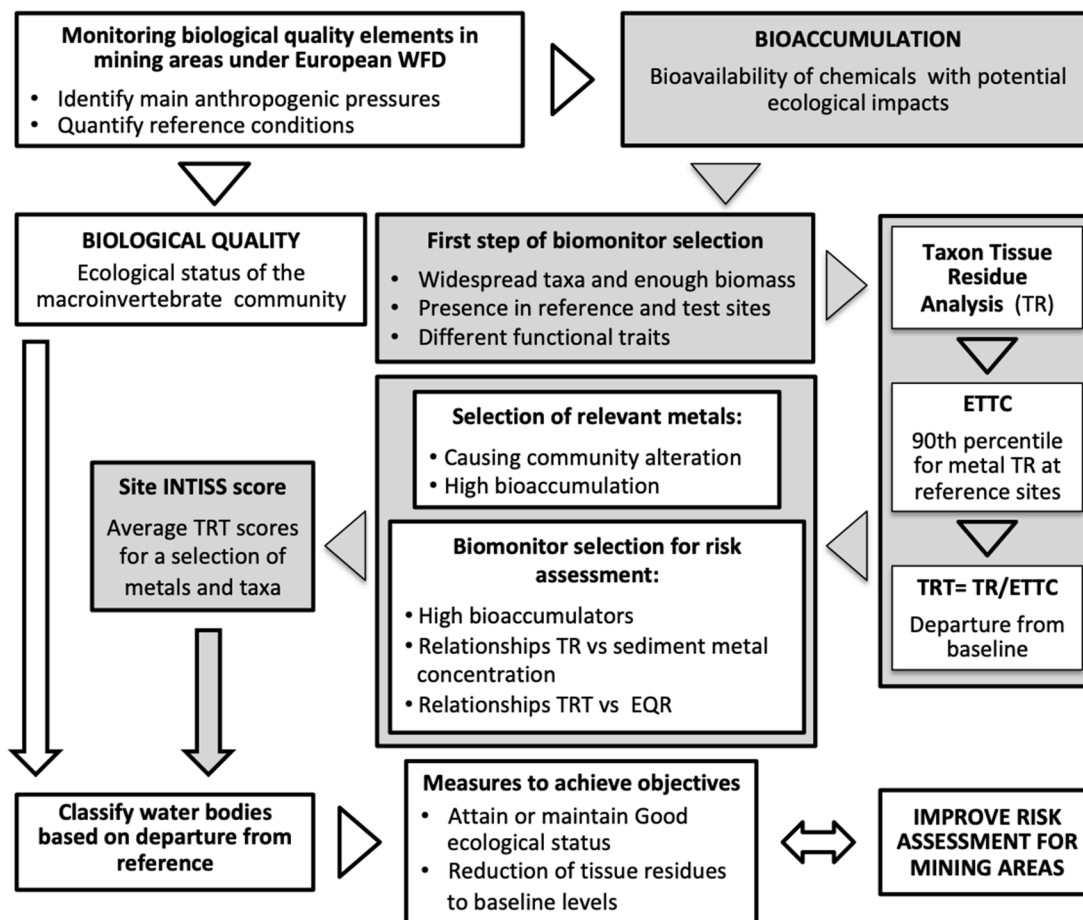 Monitoring biological quality elements in
mining areas under European WFD
• Identify main anthropogenic pressures
• Quantify reference conditions
BIOACCUMULATION
Bioavailability of chemicals with potential
ecological impacts
BIOLOGICAL QUALITY
Ecological status of the
macroinvertebrate community
First step of biomonitor selection
• Widespread taxa and enough biomass
• Presence in reference and test sites
• Different functional traits
Taxon Tissue
Residue
Analysis (TR)
ETTC
90th percentile
for metal TR at
reference sites
TRT= TR/ETTC
Departure from
baseline
Selection of relevant metals:
• Causing community alteration
• High bioaccumulation
Biomonitor selection for risk
assessment:
• High bioaccumulators
• Relationships TR vs sediment metal
concentration
• Relationships TRT vs EQR
Site INTISS score
Average TRT scores
for a selection of
metals and taxa
Classify water bodies
based on departure from
reference
Measures to achieve objectives
• Attain or maintain Good
ecological status
• Reduction of tissue residues
to baseline levels
IMPROVE RISK
ASSESSMENT FOR
MINING AREAS